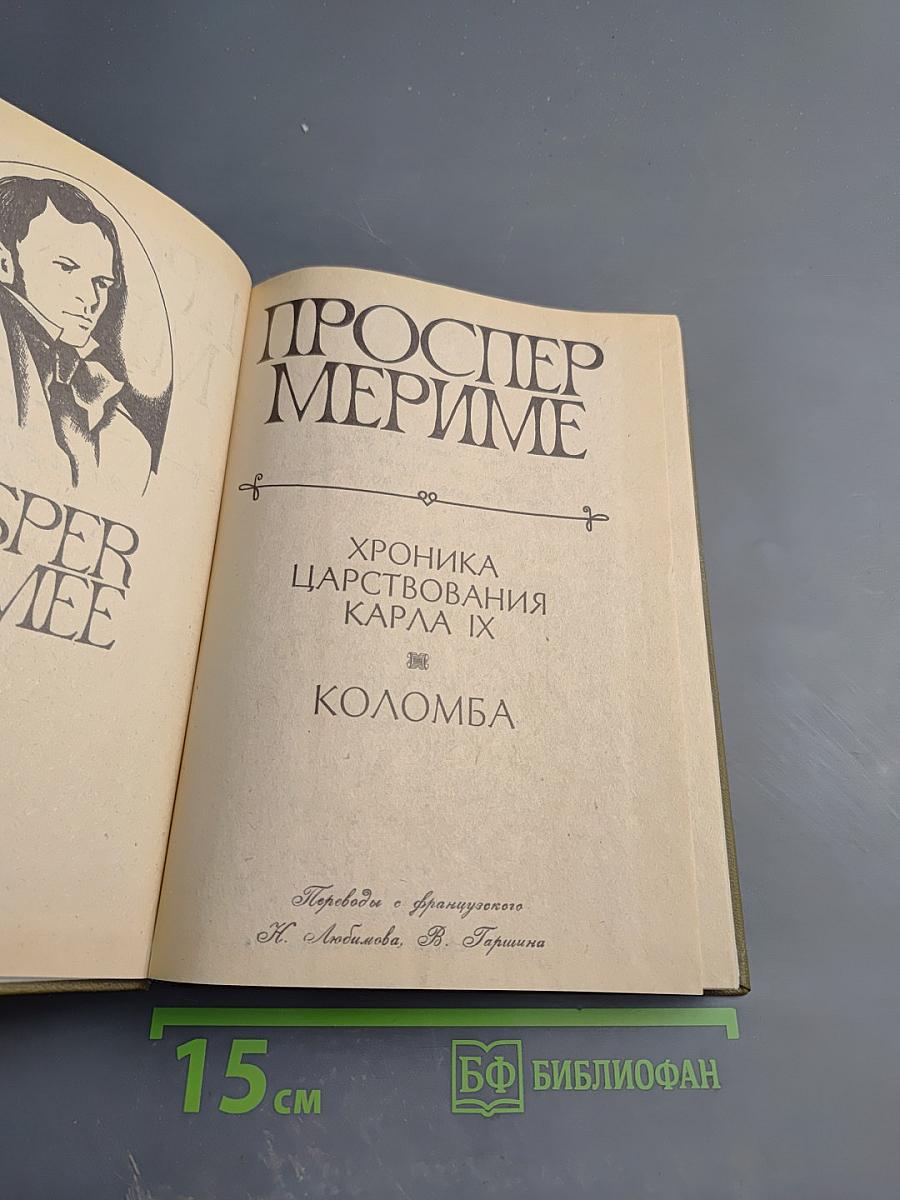 SPER
MEE
ПРОСПЕР
МЕРИМЕ
ХРОНИКА
ЦАРСТВОВАНИЯ
КАРЛА IX
КОЛОМБА
Переводы с французского
Н. Любимова, В. Гаршина
15 см
БФ БИБЛИОФАН